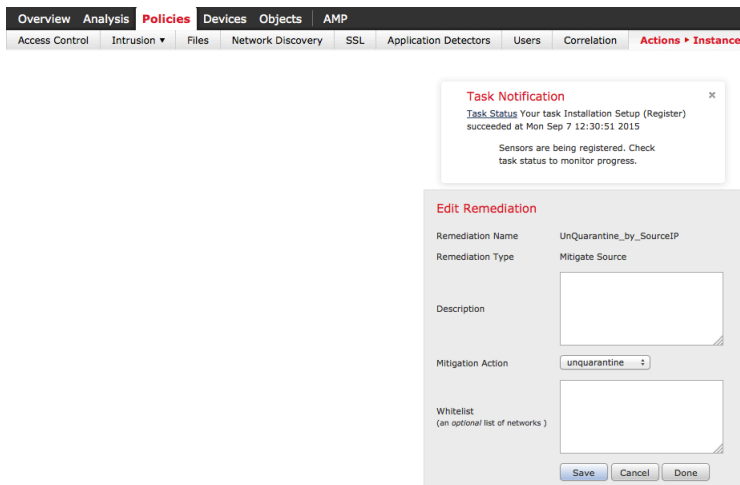 Overview Analysis Policies Devices Objects AMP
Access Control Intrusion ▾ Files Network Discovery SSL Application Detectors Users Correlation Actions ▸ Instance
Task Notification
Task Status Your task Installation Setup (Register)
succeeded at Mon Sep 7 12:30:51 2015
Sensors are being registered. Check
task status to monitor progress.
Edit Remediation
Remediation Name UnQuarantine_by_SourceIP
Remediation Type Mitigate Source
Description
Mitigation Action unquarantine
Whitelist
(an optional list of networks )
Save Cancel Done